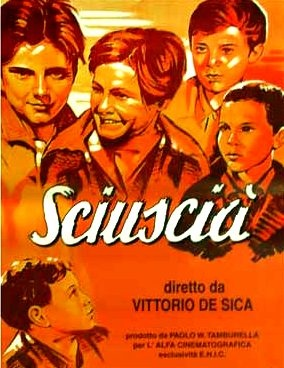 Sciuscià
diretto da
VITTORIO DE SICA
prodotto da PAOLO W. TAMBURELLA
per L' ALFA CINEMATOGRAFICA
esclusività E.N.I.C.